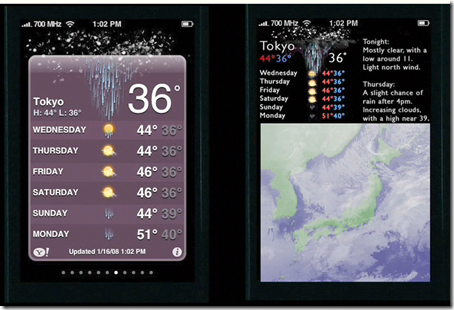 700 MHz 1:02 PM
Tokyo
H: 44° L: 36°
36°
WEDNESDAY 44° 36°
THURSDAY 44° 36°
FRIDAY 46° 36°
SATURDAY 46° 36°
SUNDAY 44° 39°
MONDAY 51° 40°
Y! Updated 1/16/08 1:02 PM i
700 MHz 1:02 PM
Tokyo
44°36° 36°
Wednesday 44°36°
Thursday 44°36°
Friday 46°36°
Saturday 46°36°
Sunday 44°39°
Monday 51°40°
Tonight:
Mostly clear, with a
low around 11.
Light north wind.
Thursday:
A slight chance of
rain after 4pm.
Increasing clouds,
with a high near 39.